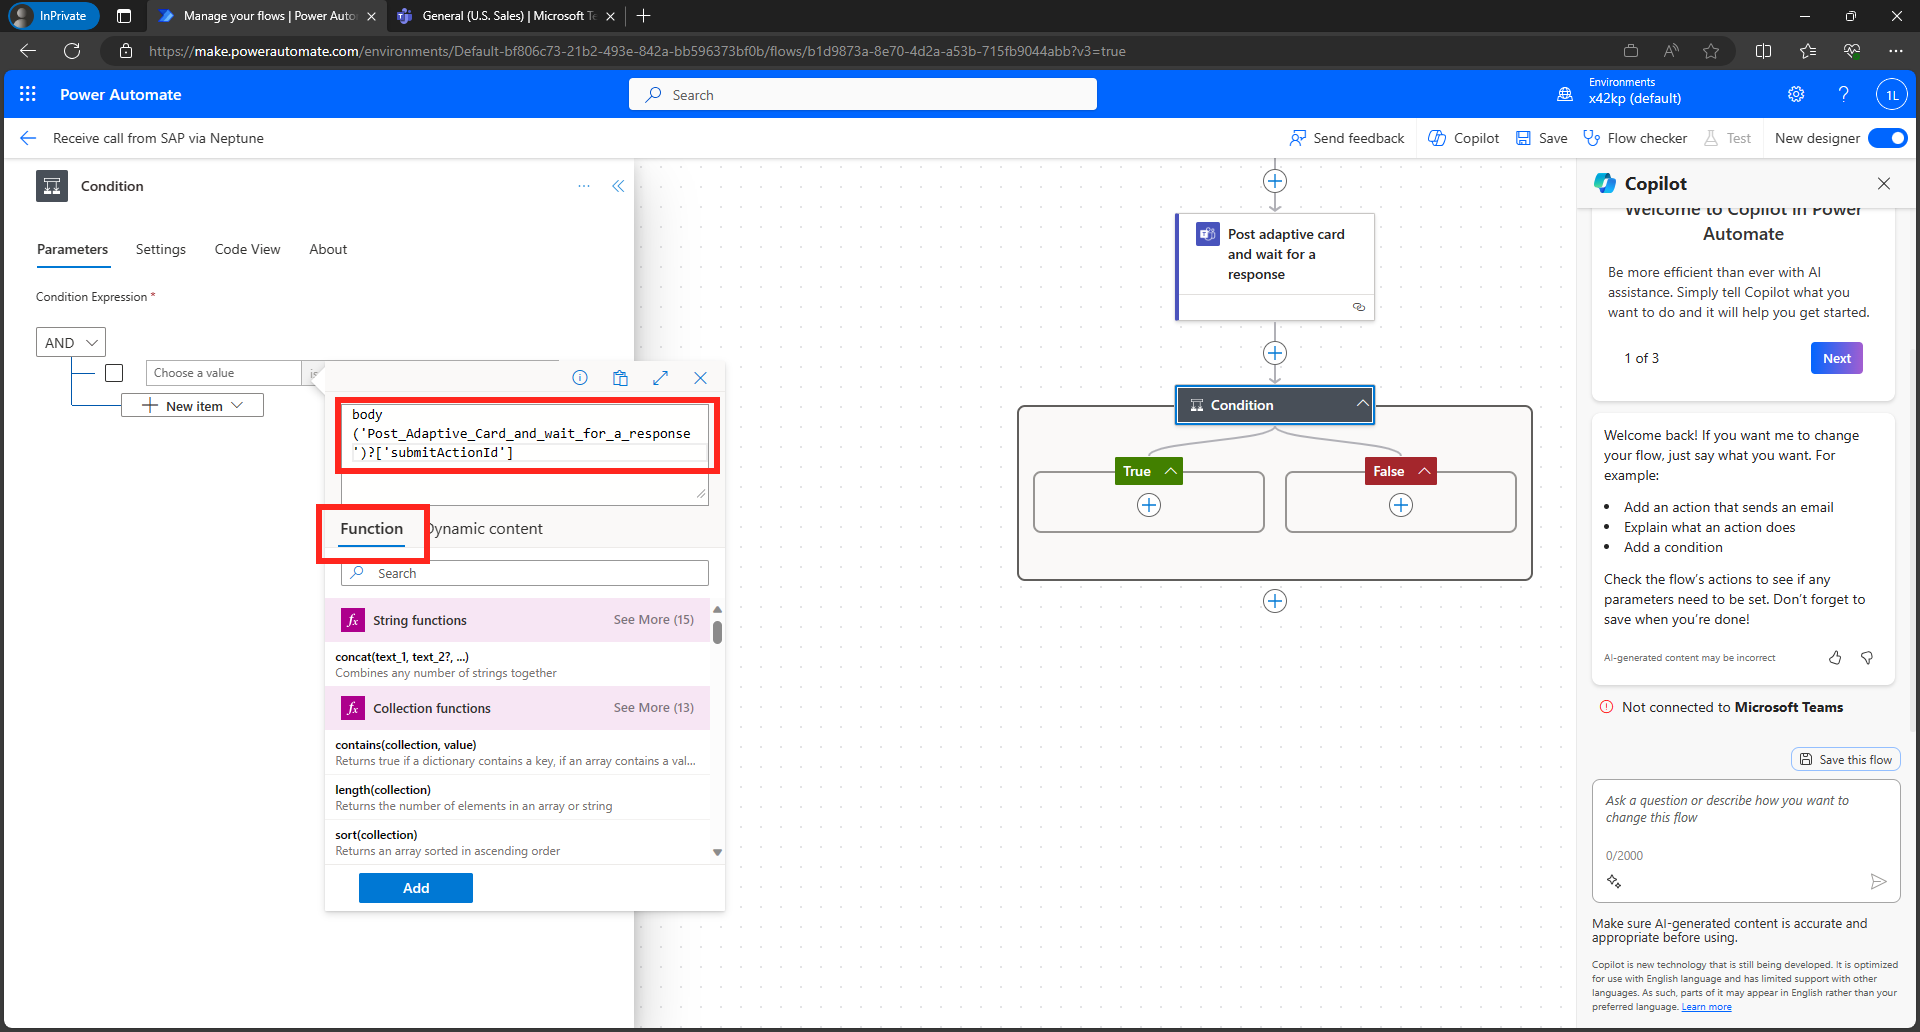 InPrivate
Manage your flows | Power Auto
General (U.S. Sales) | Microsoft Te
https://make.powerautomate.com/environments/Default-bf806c73-21b2-493e-842a-bb596373bf0b/flows/b1d9873a-8e70-4d2a-a53b-715fb9044abb?v3=true
Power Automate
Search
Environments
x42kp (default)
1L
Receive call from SAP via Neptune
Send feedback
Copilot
Save
Flow checker
Test
New designer
Condition
Parameters
Settings
Code View
About
Condition Expression *
AND
Choose a value
is
New item
body
('Post_Adaptive_Card_and_wait_for_a_response
')?['submitActionId']
Function
Dynamic content
Search
fx
String functions
See More (15)
concat(text_1, text_2?, ...)
Combines any number of strings together
fx
Collection functions
See More (13)
contains(collection, value)
Returns true if a dictionary contains a key, if an array contains a val...
length(collection)
Returns the number of elements in an array or string
sort(collection)
Returns an array sorted in ascending order
Add
Post adaptive card
and wait for a
response
Condition
True
False
Copilot
Welcome to Copilot in Power
Automate
Be more efficient than ever with AI
assistance. Simply tell Copilot what you
want to do and it will help you get started.
1 of 3
Next
Welcome back! If you want me to change
your flow, just say what you want. For
example:
• Add an action that sends an email
• Explain what an action does
• Add a condition
Check the flow's actions to see if any
parameters need to be set. Don't forget to
save when you're done!
AI-generated content may be incorrect
Not connected to Microsoft Teams
Save this flow
Ask a question or describe how you want to
change this flow
0/2000
Make sure AI-generated content is accurate and
appropriate before using.
Copilot is new technology that is still being developed. It is optimized
for use with English language and has limited support with other
languages. As such, parts of it may appear in English rather than your
preferred language. Learn more